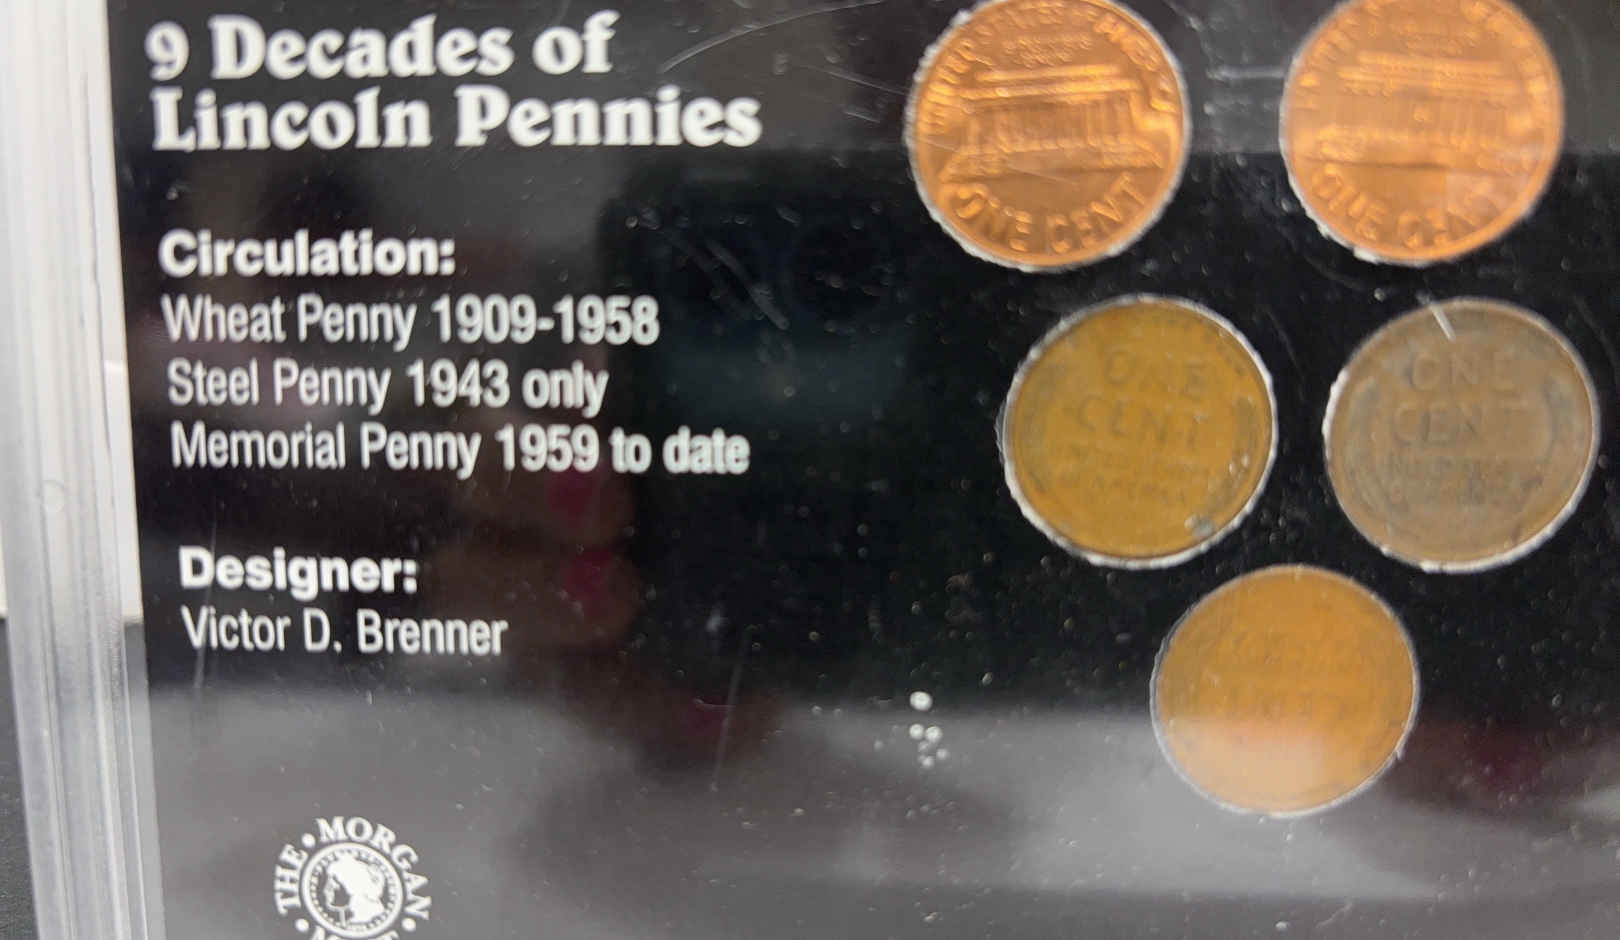 9 Decades of
Lincoln Pennies
Circulation:
Wheat Penny 1909-1958
Steel Penny 1943 only
Memorial Penny 1959 to date
Designer:
Victor D. Brenner
THE • MORGAN
ONE CENT
ONE CENT
ONE
CENT
ONE
CENT